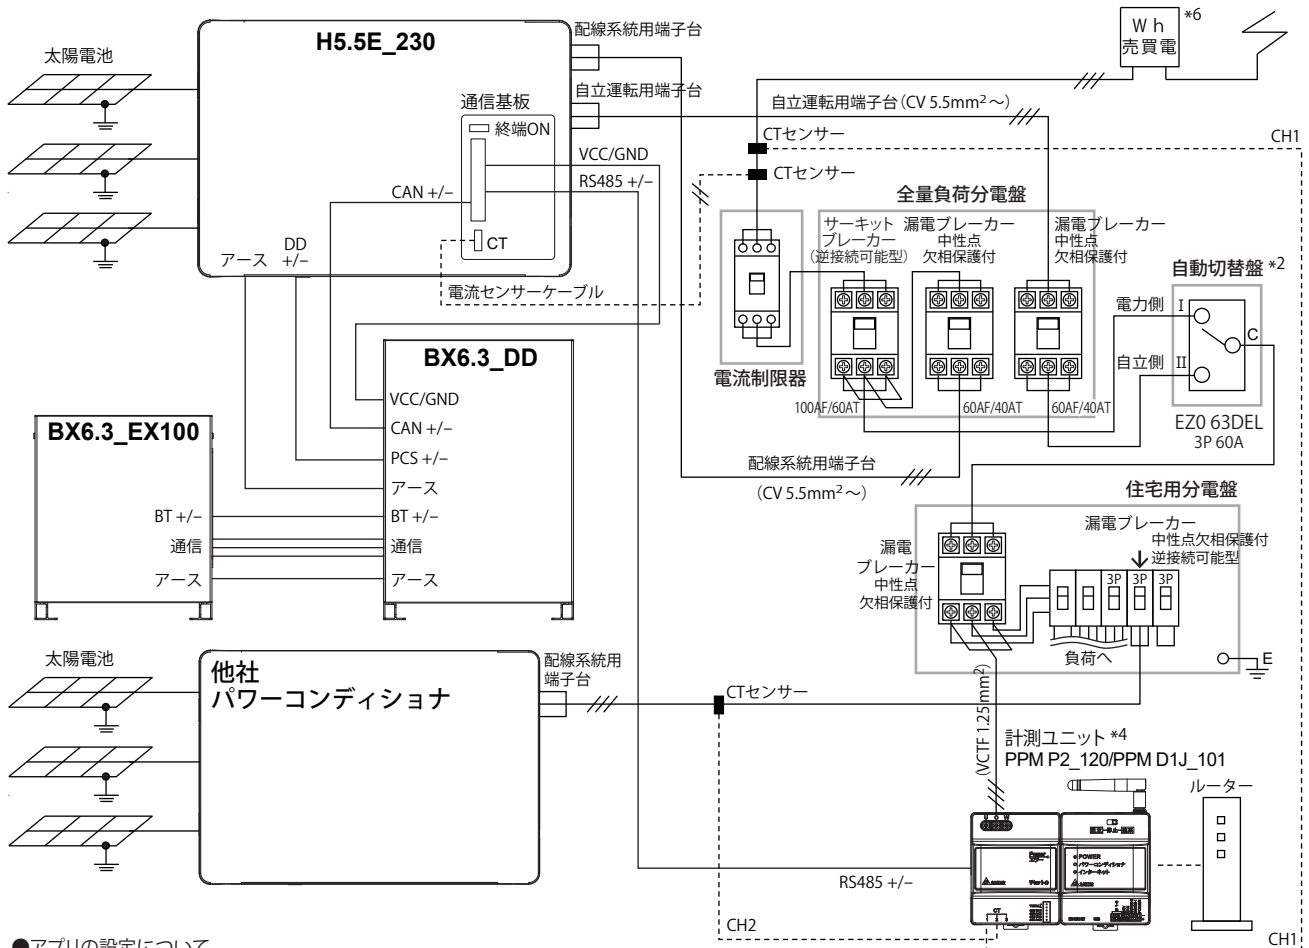 H5.5E_230
太陽電池
通信基板
終端ON
CAN +/–
CT
アース
DD
+/–
配線系統用端子台
自立運転用端子台
VCC/GND
RS485 +/–
電流センサーケーブル
Wh
売買電
*6
自立運転用端子台(CV 5.5mm²～)
CTセンサー
CH1
CTセンサー
全量負荷分電盤
サーキット
ブレーカー
(逆接続可能型)
漏電ブレーカー
中性点
欠相保護付
漏電ブレーカー
中性点
欠相保護付
電流制限器
100AF/60AT
60AF/40AT
60AF/40AT
自動切替盤 *2
電力側
I
C
自立側
II
EZ0 63DEL
3P 60A
配線系統用端子台
(CV 5.5mm²～)
BX6.3_DD
VCC/GND
CAN +/–
PCS +/–
アース
BT +/–
通信
アース
BX6.3_EX100
BT +/–
通信
アース
住宅用分電盤
漏電
ブレーカー
中性点
欠相保護付
漏電ブレーカー
中性点欠相保護付
逆接続可能型
3P
3P
3P
負荷へ
E
太陽電池
他社
パワーコンディショナ
配線系統用
端子台
CTセンサー
(VCTF 1.25mm²)
計測ユニット *4
PPM P2_120/PPM D1J_101
ルーター
U O W
POWER
パワーコンディショナ
インターネット
CT
1 2 3
RS485 +/–
CH2
CH1
●アプリの設定について